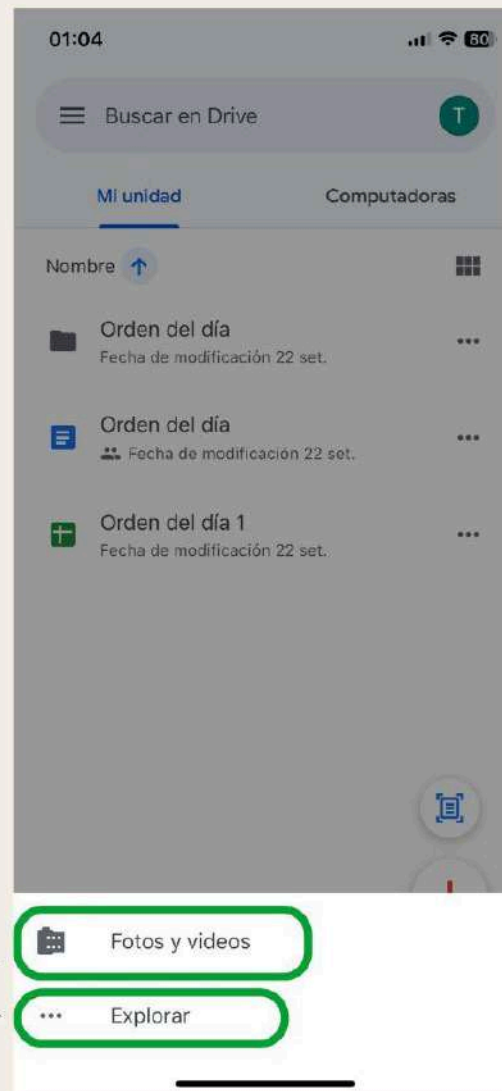 01:04
80
Buscar en Drive
T
Mi unidad
Computadoras
Nombre
Orden del día
Fecha de modificación 22 set.
Orden del día
Fecha de modificación 22 set.
Orden del día 1
Fecha de modificación 22 set.
Fotos y videos
Explorar